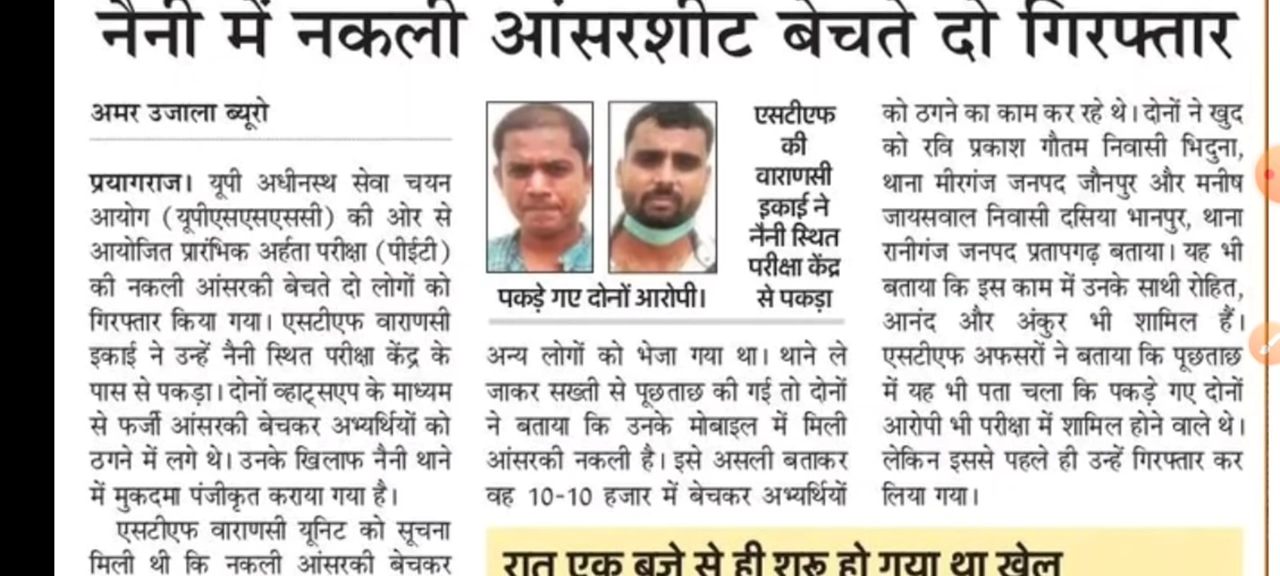 नैनी में नकली आंसरशीट बेचते दो गिरफ्तार
अमर उजाला ब्यूरो
प्रयागराज। यूपी अधीनस्थ सेवा चयन
आयोग (यूपीएसएसएससी) की ओर से
आयोजित प्रारंभिक अर्हता परीक्षा (पीईटी)
की नकली आंसरकी बेचते दो लोगों को
गिरफ्तार किया गया। एसटीएफ वाराणसी
इकाई ने उन्हें नैनी स्थित परीक्षा केंद्र के
पास से पकड़ा। दोनों व्हाट्सएप के माध्यम
से फर्जी आंसरकी बेचकर अभ्यर्थियों को
ठगने में लगे थे। उनके खिलाफ नैनी थाने
में मुकदमा पंजीकृत कराया गया है।
एसटीएफ वाराणसी यूनिट को सूचना
मिली थी कि नकली आंसरकी बेचकर
पकड़े गए दोनों आरोपी।
एसटीएफ
की
वाराणसी
इकाई ने
नैनी स्थित
परीक्षा केंद्र
से पकड़ा
अन्य लोगों को भेजा गया था। थाने ले
जाकर सख्ती से पूछताछ की गई तो दोनों
ने बताया कि उनके मोबाइल में मिली
आंसरकी नकली है। इसे असली बताकर
वह 10-10 हजार में बेचकर अभ्यर्थियों
को ठगने का काम कर रहे थे। दोनों ने खुद
को रवि प्रकाश गौतम निवासी भिदुना,
थाना मीरगंज जनपद जौनपुर और मनीष
जायसवाल निवासी दसिया भानपुर, थाना
रानीगंज जनपद प्रतापगढ़ बताया। यह भी
बताया कि इस काम में उनके साथी रोहित,
आनंद और अंकुर भी शामिल हैं।
एसटीएफ अफसरों ने बताया कि पूछताछ
में यह भी पता चला कि पकड़े गए दोनों
आरोपी भी परीक्षा में शामिल होने वाले थे।
लेकिन इससे पहले ही उन्हें गिरफ्तार कर
लिया गया।
रात एक बजे से ही शुरू हो गया था खेल